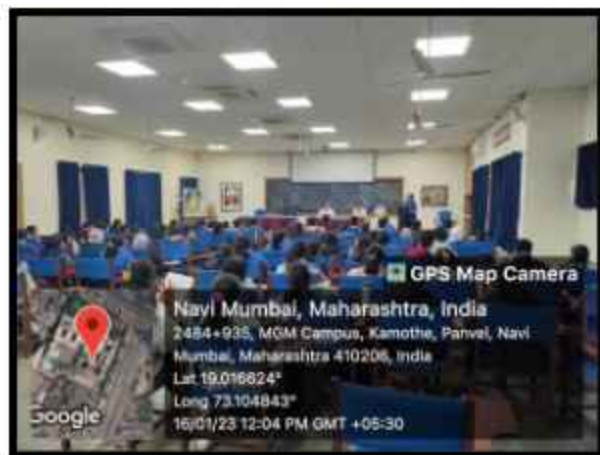 GPS Map Camera
Navi Mumbai, Maharashtra, India
2484+935, MGM Campus, Kamothe, Panvel, Navi
Mumbai, Maharashtra 410206, India
Lat 19.016624°
Long 73.104843°
16/01/23 12:04 PM GMT +05:30
Google